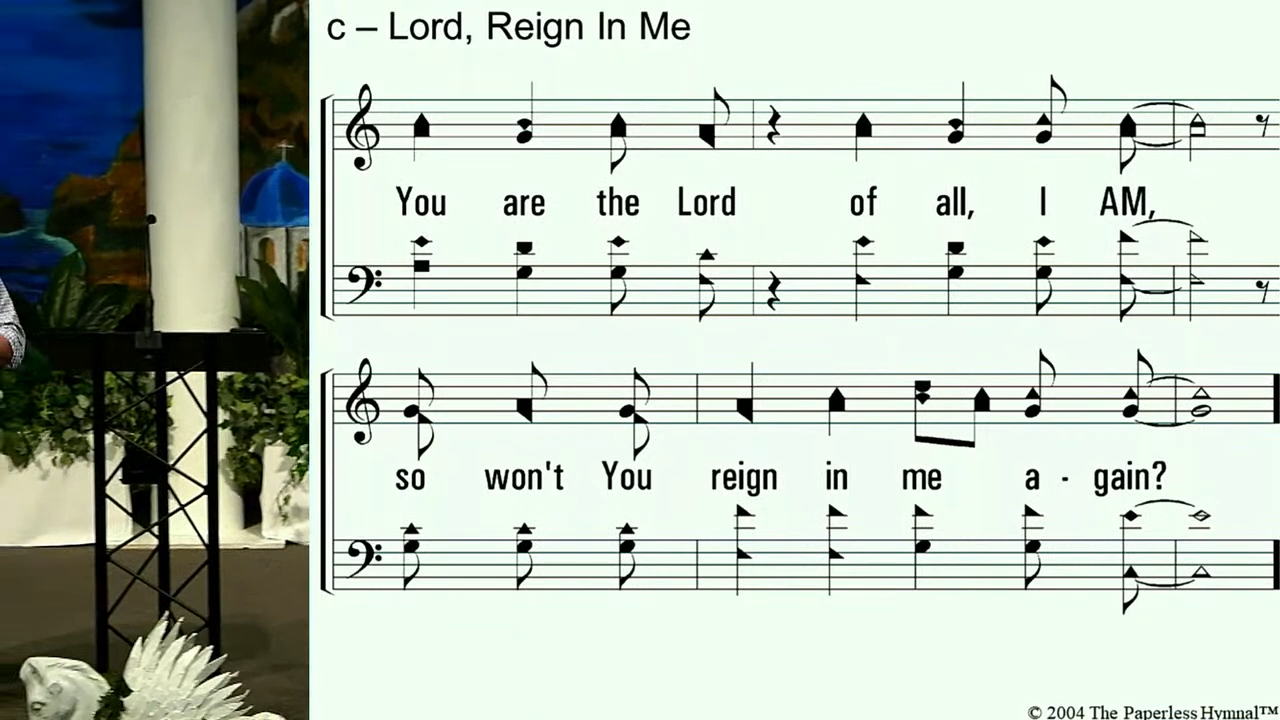 c – Lord, Reign In Me
You are the Lord of all, I AM,
so won't You reign in me a - gain?
© 2004 The Paperless Hymnal™